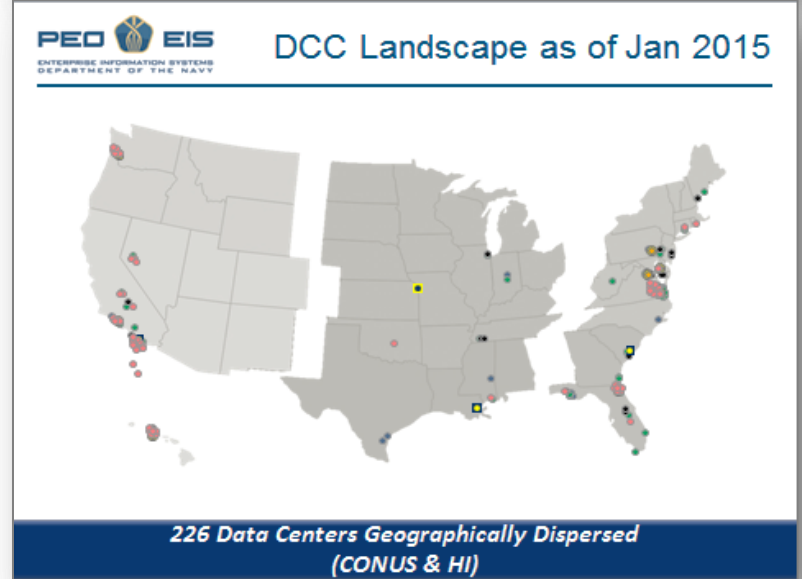 PEO EIS
ENTERPRISE INFORMATION SYSTEMS
DEPARTMENT OF THE NAVY
DCC Landscape as of Jan 2015
226 Data Centers Geographically Dispersed
(CONUS & HI)